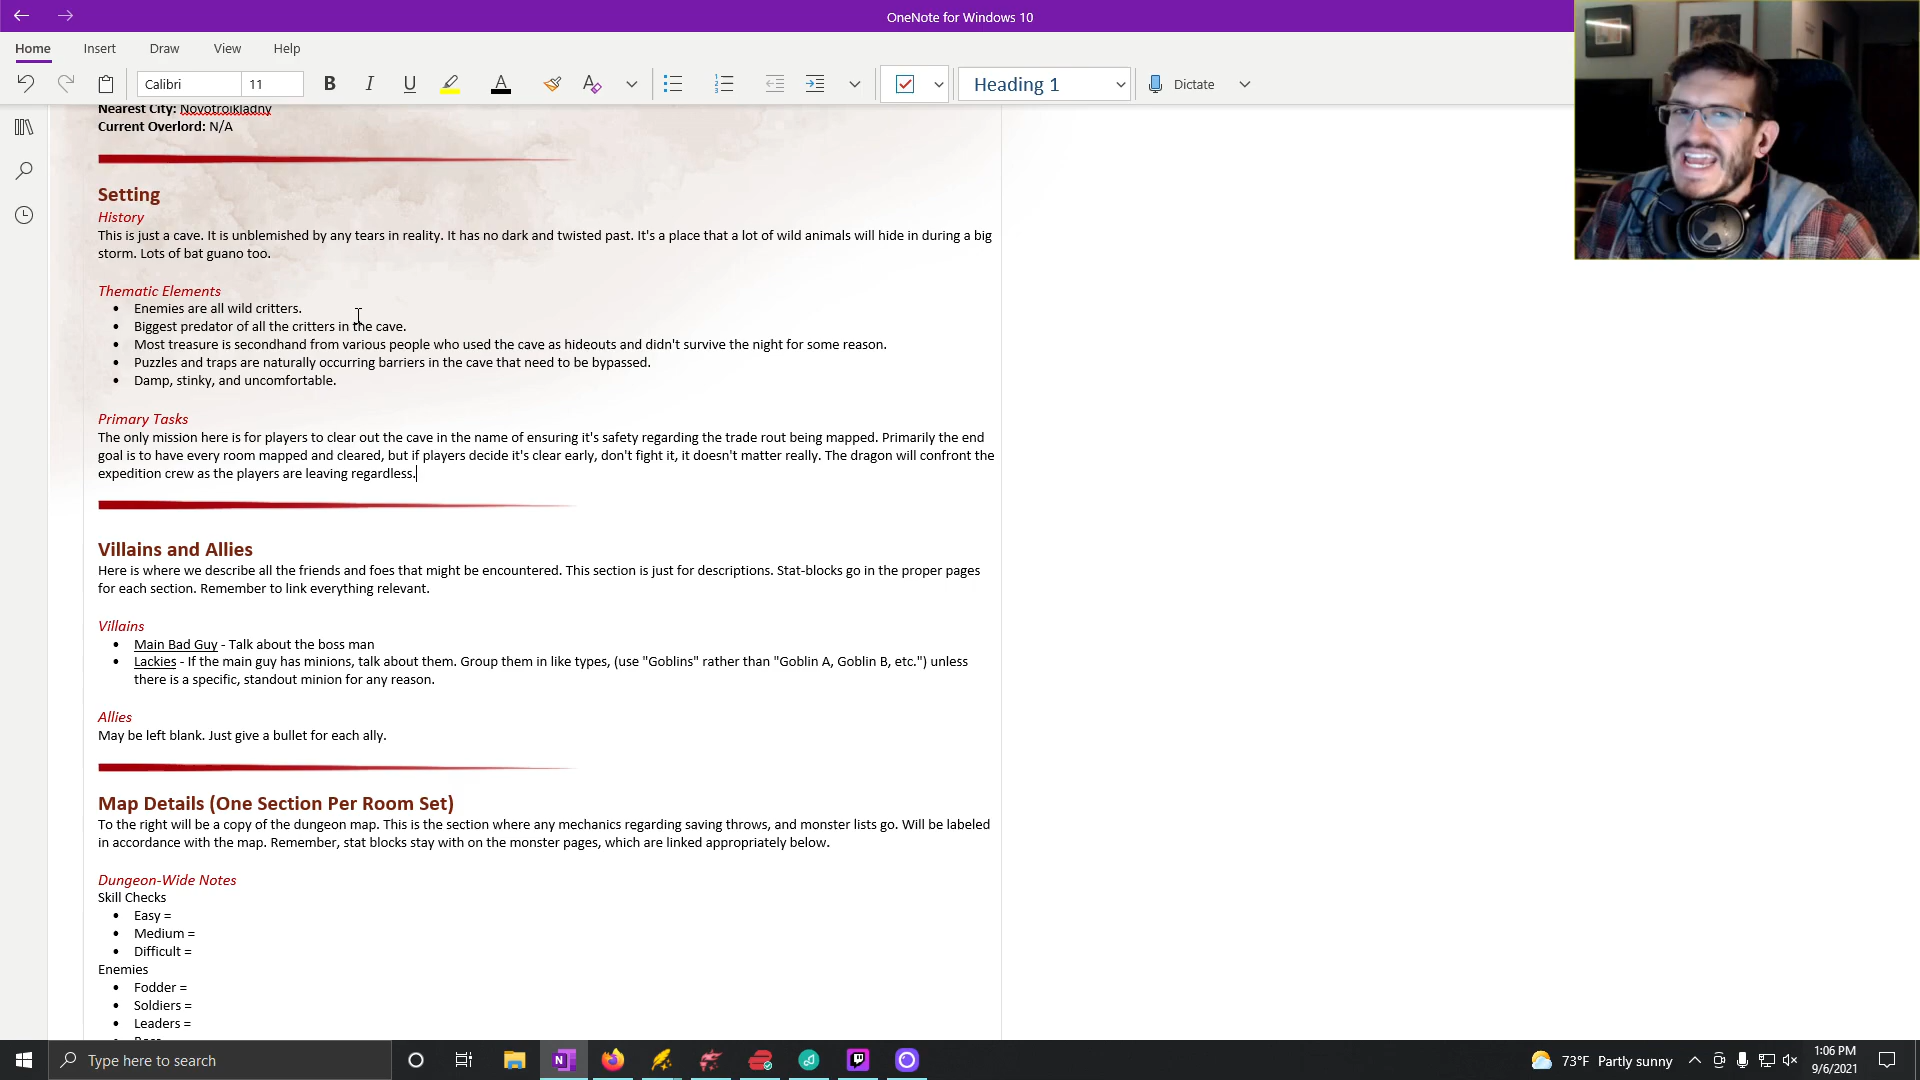 OneNote for Windows 10
Home Insert Draw View Help
Calibri 11 B I U A Heading 1 Dictate
Nearest City: Novotroikladny
Current Overlord: N/A
Setting
History
This is just a cave. It is unblemished by any tears in reality. It has no dark and twisted past. It's a place that a lot of wild animals will hide in during a big
storm. Lots of bat guano too.
Thematic Elements
• Enemies are all wild critters.
• Biggest predator of all the critters in the cave.
• Most treasure is secondhand from various people who used the cave as hideouts and didn't survive the night for some reason.
• Puzzles and traps are naturally occurring barriers in the cave that need to be bypassed.
• Damp, stinky, and uncomfortable.
Primary Tasks
The only mission here is for players to clear out the cave in the name of ensuring it's safety regarding the trade rout being mapped. Primarily the end
goal is to have every room mapped and cleared, but if players decide it's clear early, don't fight it, it doesn't matter really. The dragon will confront the
expedition crew as the players are leaving regardless.
Villains and Allies
Here is where we describe all the friends and foes that might be encountered. This section is just for descriptions. Stat-blocks go in the proper pages
for each section. Remember to link everything relevant.
Villains
• Main Bad Guy - Talk about the boss man
• Lackies - If the main guy has minions, talk about them. Group them in like types, (use "Goblins" rather than "Goblin A, Goblin B, etc.") unless
there is a specific, standout minion for any reason.
Allies
May be left blank. Just give a bullet for each ally.
Map Details (One Section Per Room Set)
To the right will be a copy of the dungeon map. This is the section where any mechanics regarding saving throws, and monster lists go. Will be labeled
in accordance with the map. Remember, stat blocks stay with on the monster pages, which are linked appropriately below.
Dungeon-Wide Notes
Skill Checks
• Easy =
• Medium =
• Difficult =
Enemies
• Fodder =
• Soldiers =
• Leaders =
Type here to search
73°F Partly sunny
1:06 PM
9/6/2021